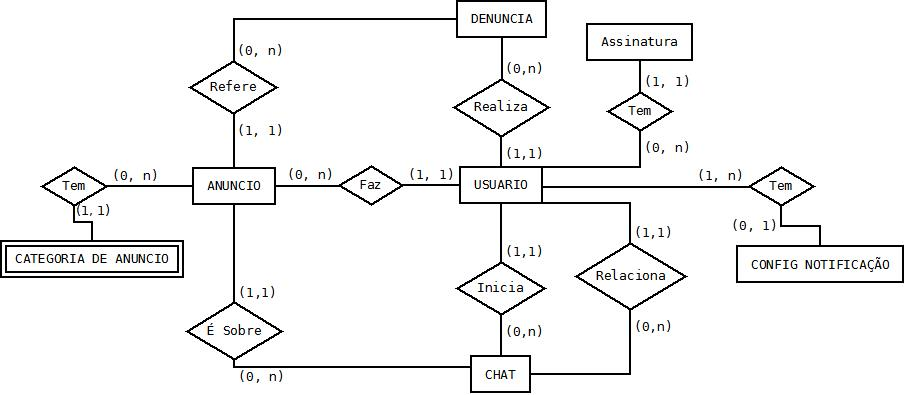 DENUNCIA
Assinatura
(0, n)
Refere
(0,n)
(1, 1)
Realiza
Tem
(1, 1)
(1,1)
(0, n)
Tem
(0, n)
ANUNCIO
(0, n)
Faz
(1, 1)
USUARIO
(1, n)
Tem
(1,1)
(0, 1)
CATEGORIA DE ANUNCIO
(1,1)
(1,1)
CONFIG NOTIFICAÇÃO
(1,1)
Inicia
Relaciona
É Sobre
(0,n)
(0,n)
(0, n)
CHAT